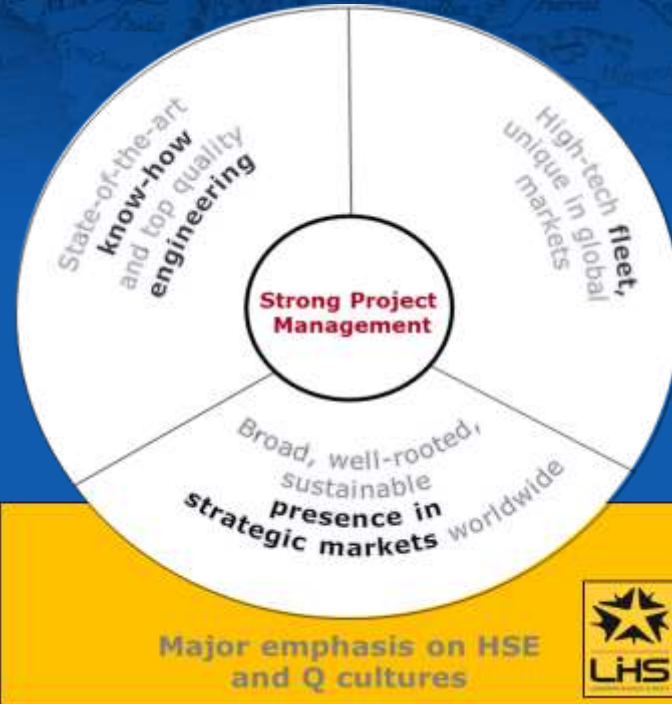 State-of-the-art
know-how
and top quality
engineering
High-tech fleet,
unique in global
markets
Strong Project
Management
Broad, well-rooted,
sustainable
presence in
strategic markets worldwide
Major emphasis on HSE
and Q cultures
LiHS